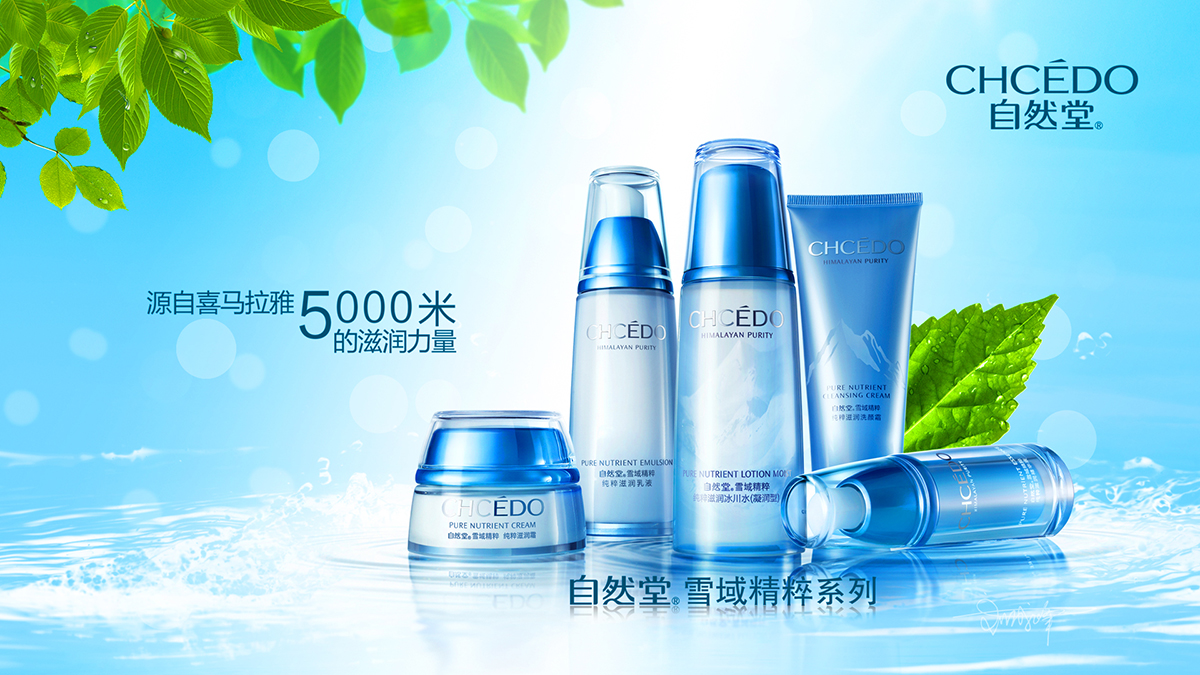 CHCÉDO
自然堂®
源自喜马拉雅5000米
的滋润力量
CHCÉDO
HIMALAYAN PURITY
PURE NUTRIENT EMULSION
自然堂®雪域精粹
纯粹滋润乳液
CHCÉDO
HIMALAYAN PURITY
PURE NUTRIENT LOTION MOI
自然堂®雪域精粹
纯粹滋润冰川水(凝润型)
CHCÉDO
HIMALAYAN PURITY
PURE NUTRIENT
CLEANSING CREAM
自然堂®雪域精粹
纯粹滋润洗颜霜
CHCÉDO
PURE NUTRIENT CREAM
自然堂®雪域精粹 纯粹滋润霜
CHCÉDO
HIMALAYAN PURITY
自然堂®雪域精粹系列